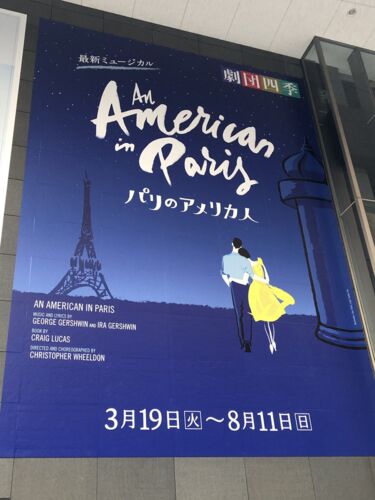 最新ミュージカル
劇団四季
An
American
in
Paris
パリのアメリカ人
AN AMERICAN IN PARIS
MUSIC AND LYRICS BY
GEORGE GERSHWIN AND IRA GERSHWIN
BOOK BY
CRAIG LUCAS
DIRECTED AND CHOREOGRAPHED BY
CHRISTOPHER WHEELDON
3月19日火～8月11日日